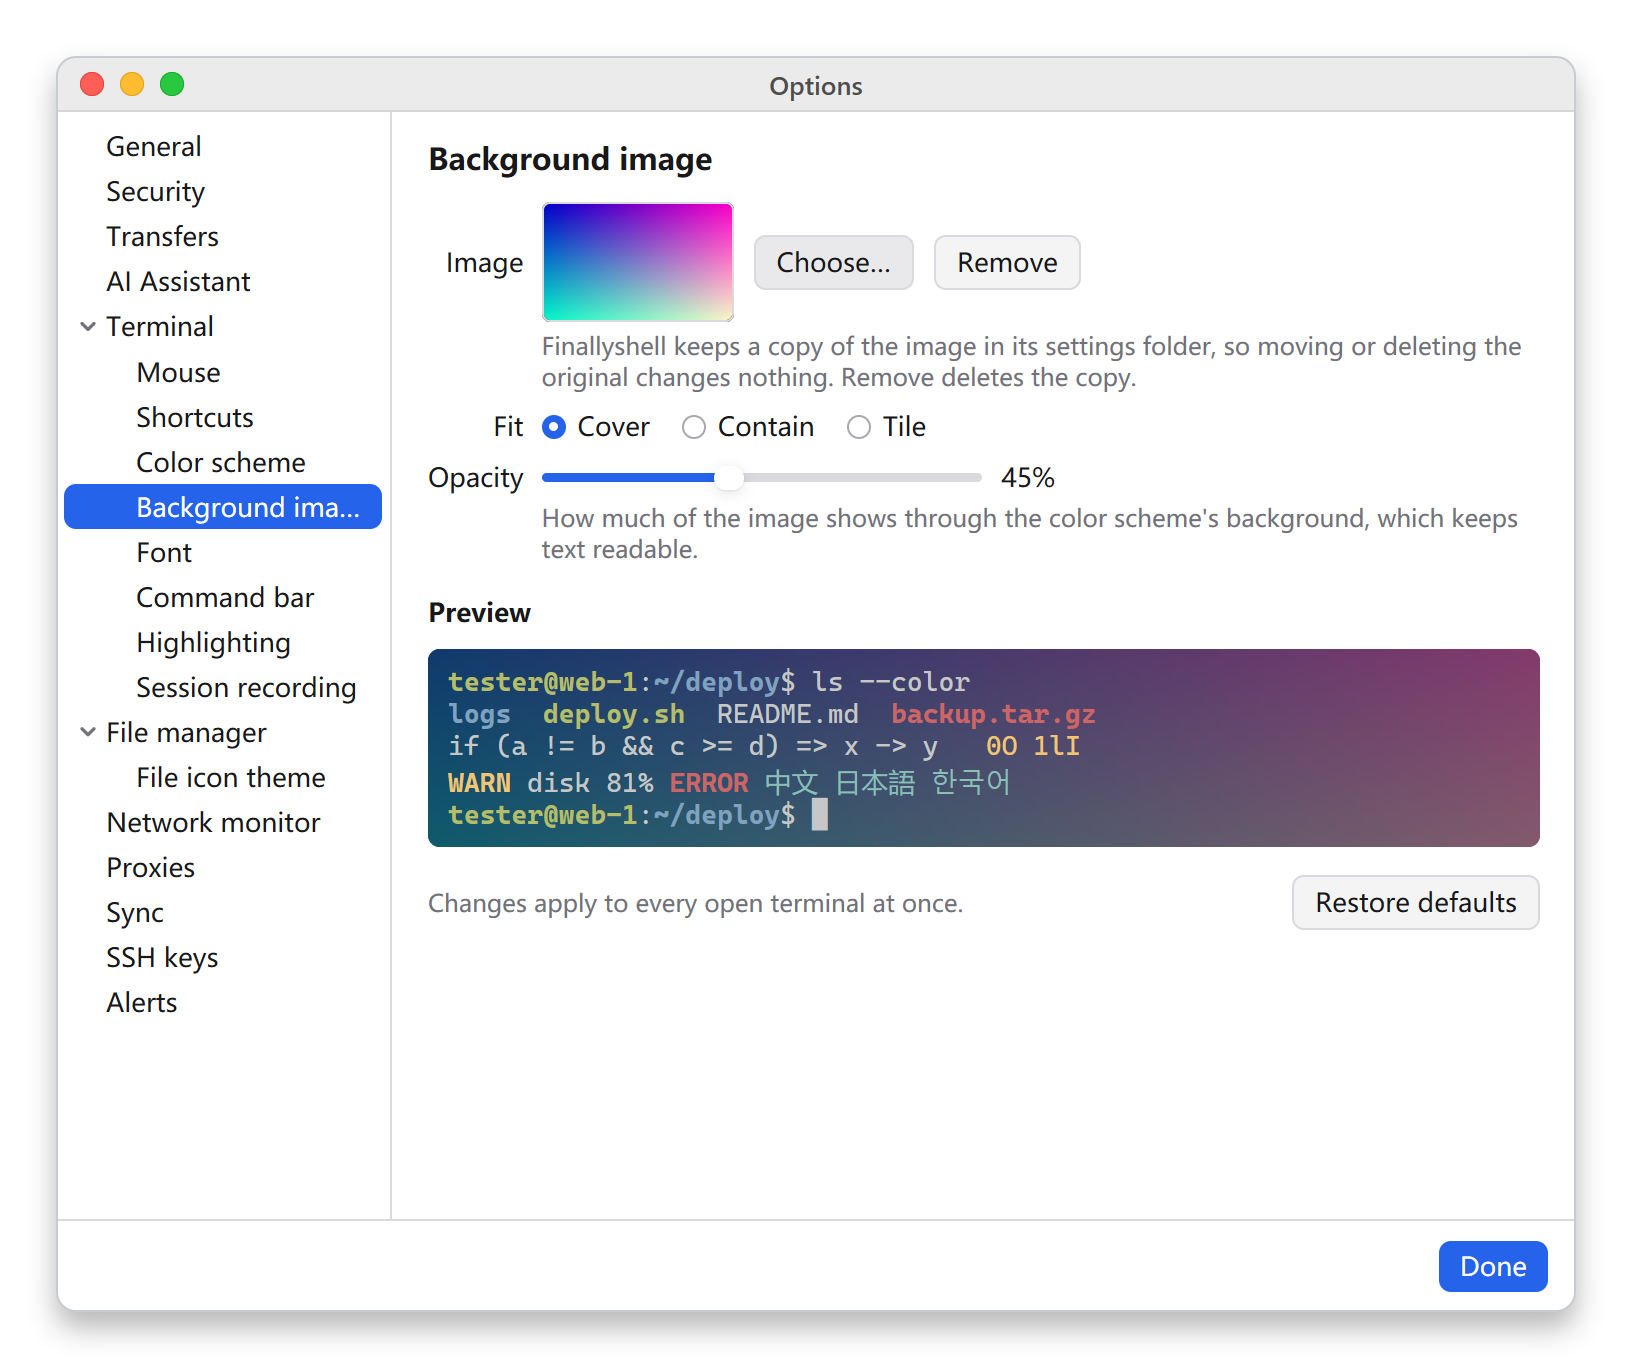 Options
General
Security
Transfers
AI Assistant
Terminal
Mouse
Shortcuts
Color scheme
Background ima...
Font
Command bar
Highlighting
Session recording
File manager
File icon theme
Network monitor
Proxies
Sync
SSH keys
Alerts
Background image
Image
Choose...
Remove
Finallyshell keeps a copy of the image in its settings folder, so moving or deleting the
original changes nothing. Remove deletes the copy.
Fit Cover Contain Tile
Opacity 45%
How much of the image shows through the color scheme's background, which keeps
text readable.
Preview
tester@web-1:~/deploy$ ls --color
logs deploy.sh README.md backup.tar.gz
if (a != b && c >= d) => x -> y 0O 1lI
WARN disk 81% ERROR 中文 日本語 한국어
tester@web-1:~/deploy$
Changes apply to every open terminal at once.
Restore defaults
Done